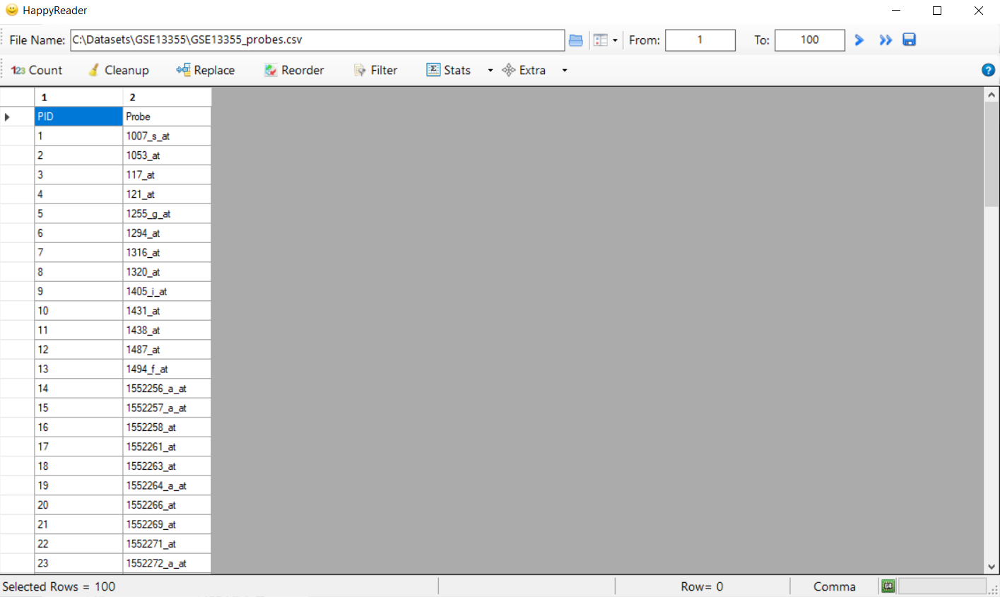 HappyReader
File Name: C:\Datasets\GSE13355\GSE13355_probes.csv From: 1 To: 100
123 Count Cleanup Replace Reorder Filter Stats Extra ?
1 2
PID Probe
1 1007_s_at
2 1053_at
3 117_at
4 121_at
5 1255_g_at
6 1294_at
7 1316_at
8 1320_at
9 1405_i_at
10 1431_at
11 1438_at
12 1487_at
13 1494_f_at
14 1552256_a_at
15 1552257_a_at
16 1552258_at
17 1552261_at
18 1552263_at
19 1552264_a_at
20 1552266_at
21 1552269_at
22 1552271_at
23 1552272_a_at
Selected Rows = 100 Row= 0 Comma 64